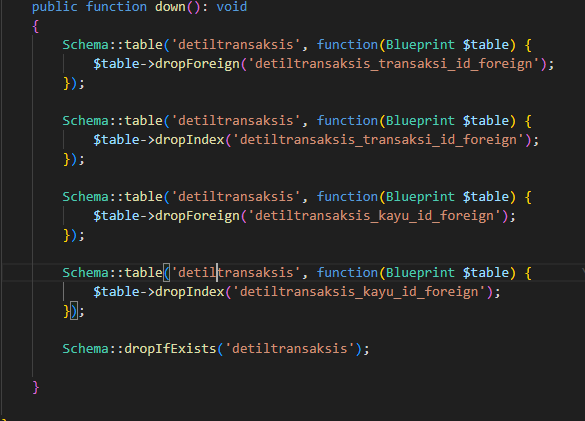 public function down(): void
{
Schema::table('detiltransaksis', function(Blueprint $table) {
$table->dropForeign('detiltransaksis_transaksi_id_foreign');
});
Schema::table('detiltransaksis', function(Blueprint $table) {
$table->dropIndex('detiltransaksis_transaksi_id_foreign');
});
Schema::table('detiltransaksis', function(Blueprint $table) {
$table->dropForeign('detiltransaksis_kayu_id_foreign');
});
Schema::table('detiltransaksis', function(Blueprint $table) {
$table->dropIndex('detiltransaksis_kayu_id_foreign');
});
Schema::dropIfExists('detiltransaksis');
}